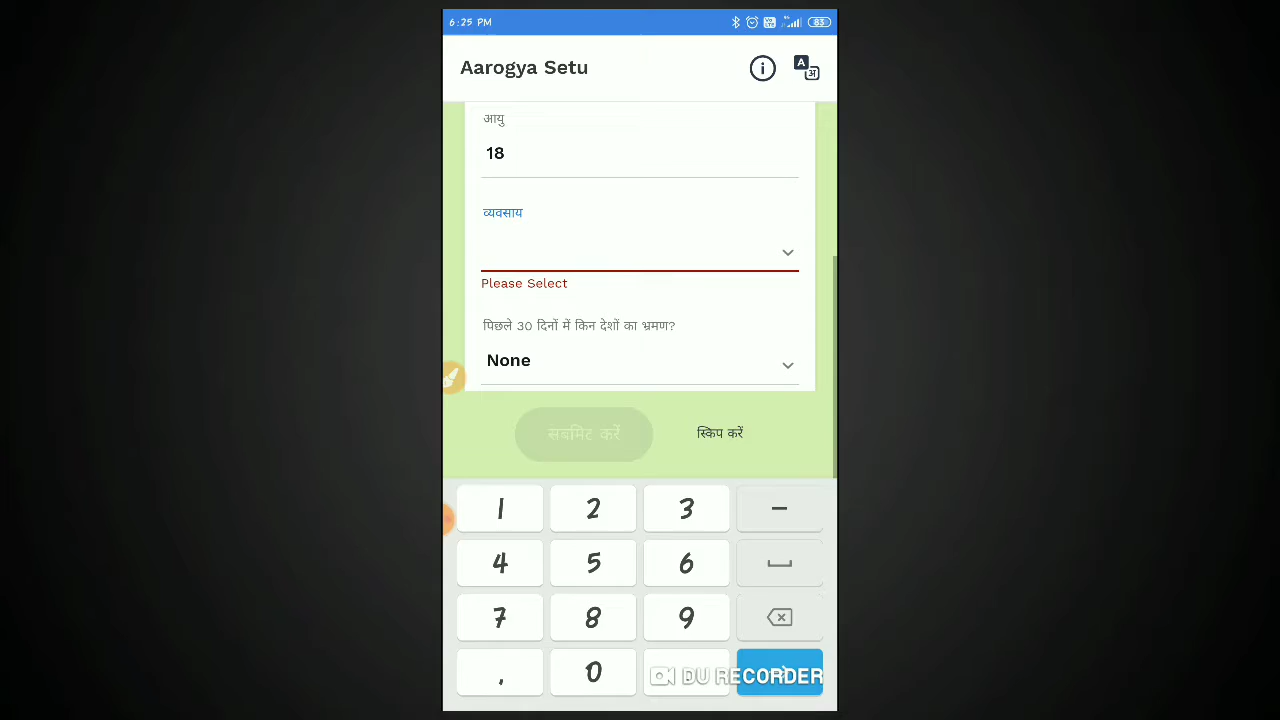 6:25 PM
83
Aarogya Setu
आयु
18
व्यवसाय
Please Select
पिछले 30 दिनों में किन देशों का भ्रमण?
None
सबमिट करें
स्किप करें
1 2 3 –
4 5 6
7 8 9
, 0 .
DU RECORDER